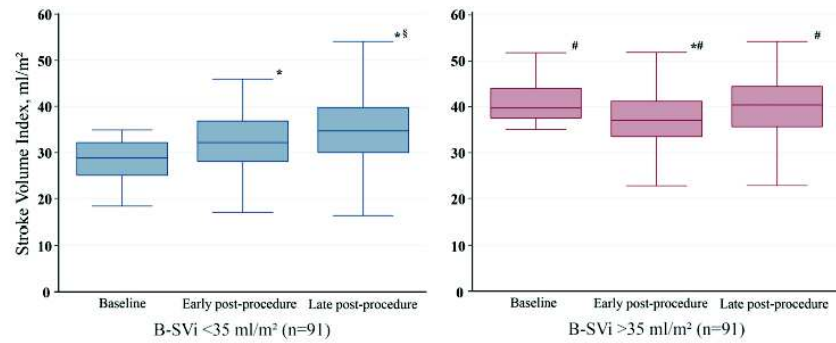 Stroke Volume Index, ml/m²
60
50
40
30
20
10
0
*
*§
Baseline
Early post-procedure
Late post-procedure
B-SVi <35 ml/m² (n=91)
60
50
40
30
20
10
0
#
*#
#
Baseline
Early post-procedure
Late post-procedure
B-SVi >35 ml/m² (n=91)